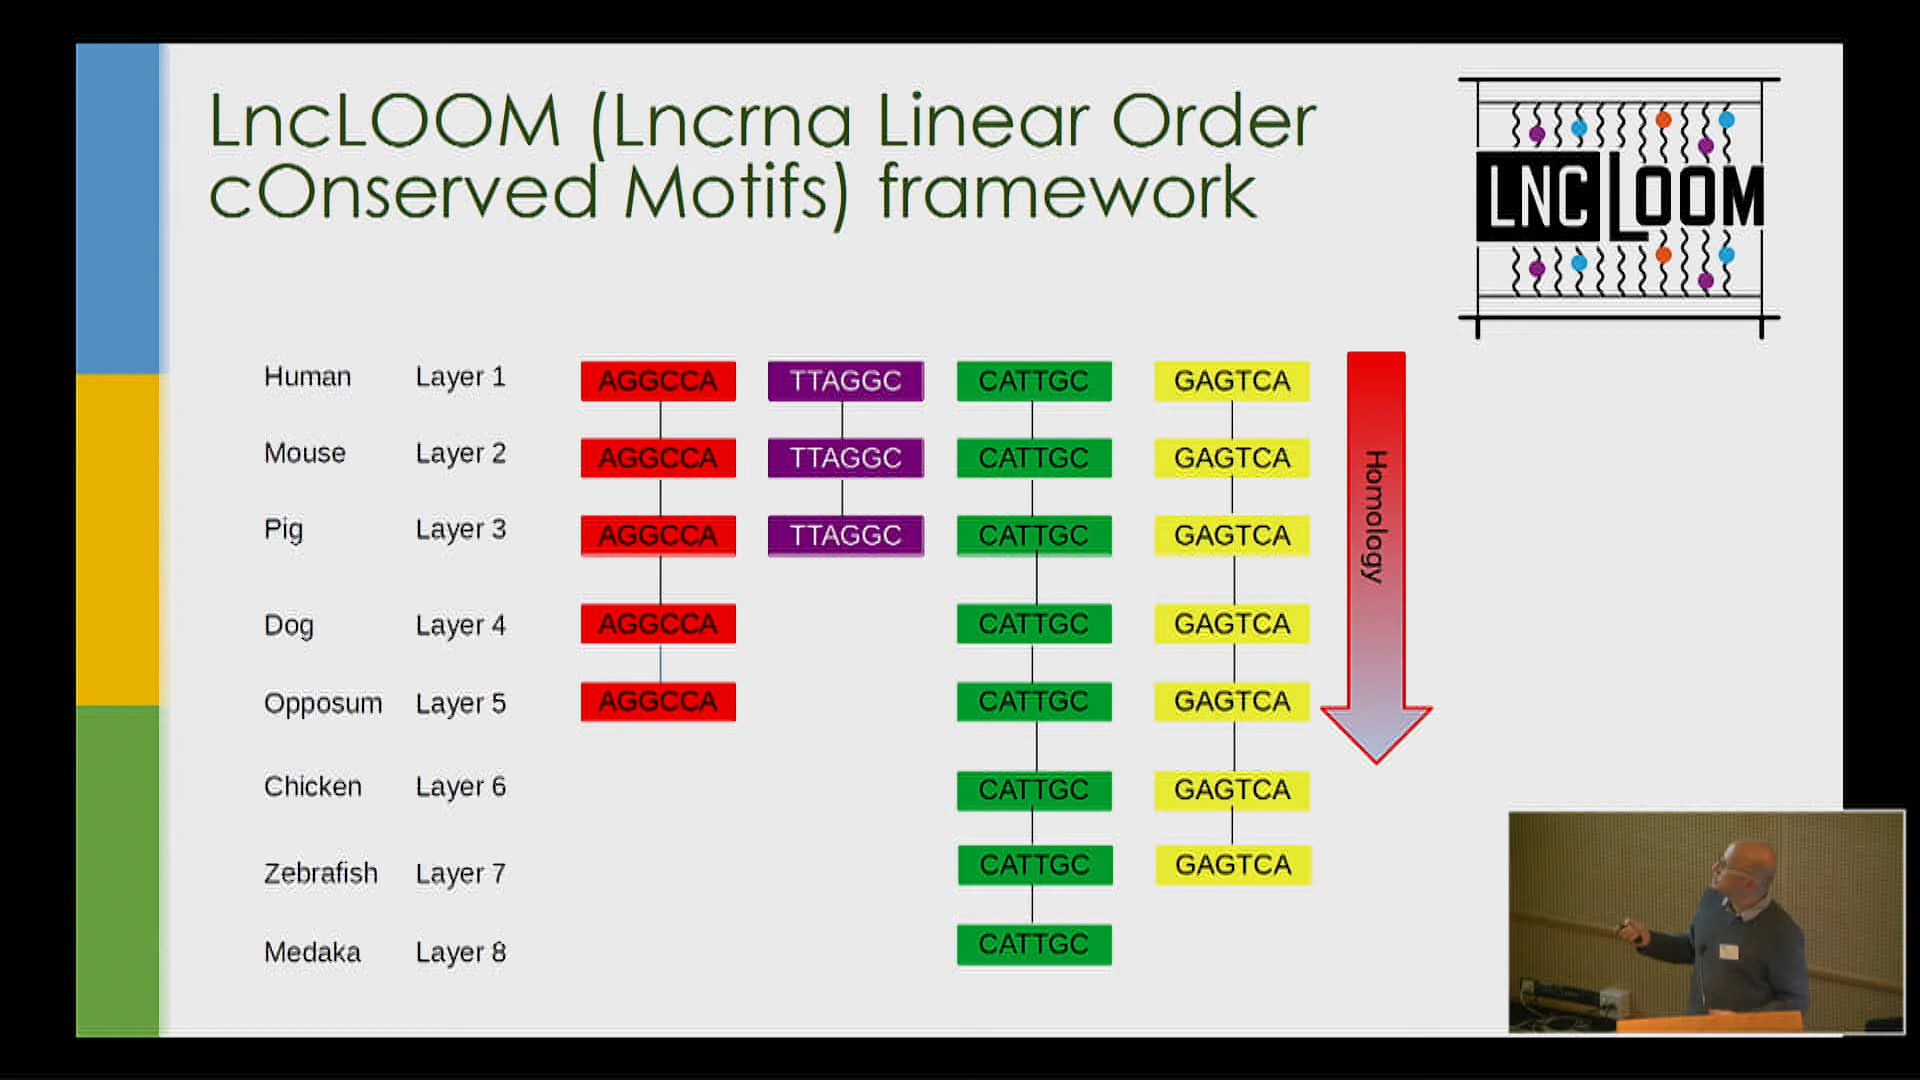 LncLOOM (Lncrna Linear Order
cOnserved Motifs) framework
LNC LOOM
Human Layer 1 AGGCCA TTAGGC CATTGC GAGTCA
Mouse Layer 2 AGGCCA TTAGGC CATTGC GAGTCA
Pig Layer 3 AGGCCA TTAGGC CATTGC GAGTCA
Dog Layer 4 AGGCCA CATTGC GAGTCA
Opposum Layer 5 AGGCCA CATTGC GAGTCA
Chicken Layer 6 CATTGC GAGTCA
Zebrafish Layer 7 CATTGC GAGTCA
Medaka Layer 8 CATTGC
Homology